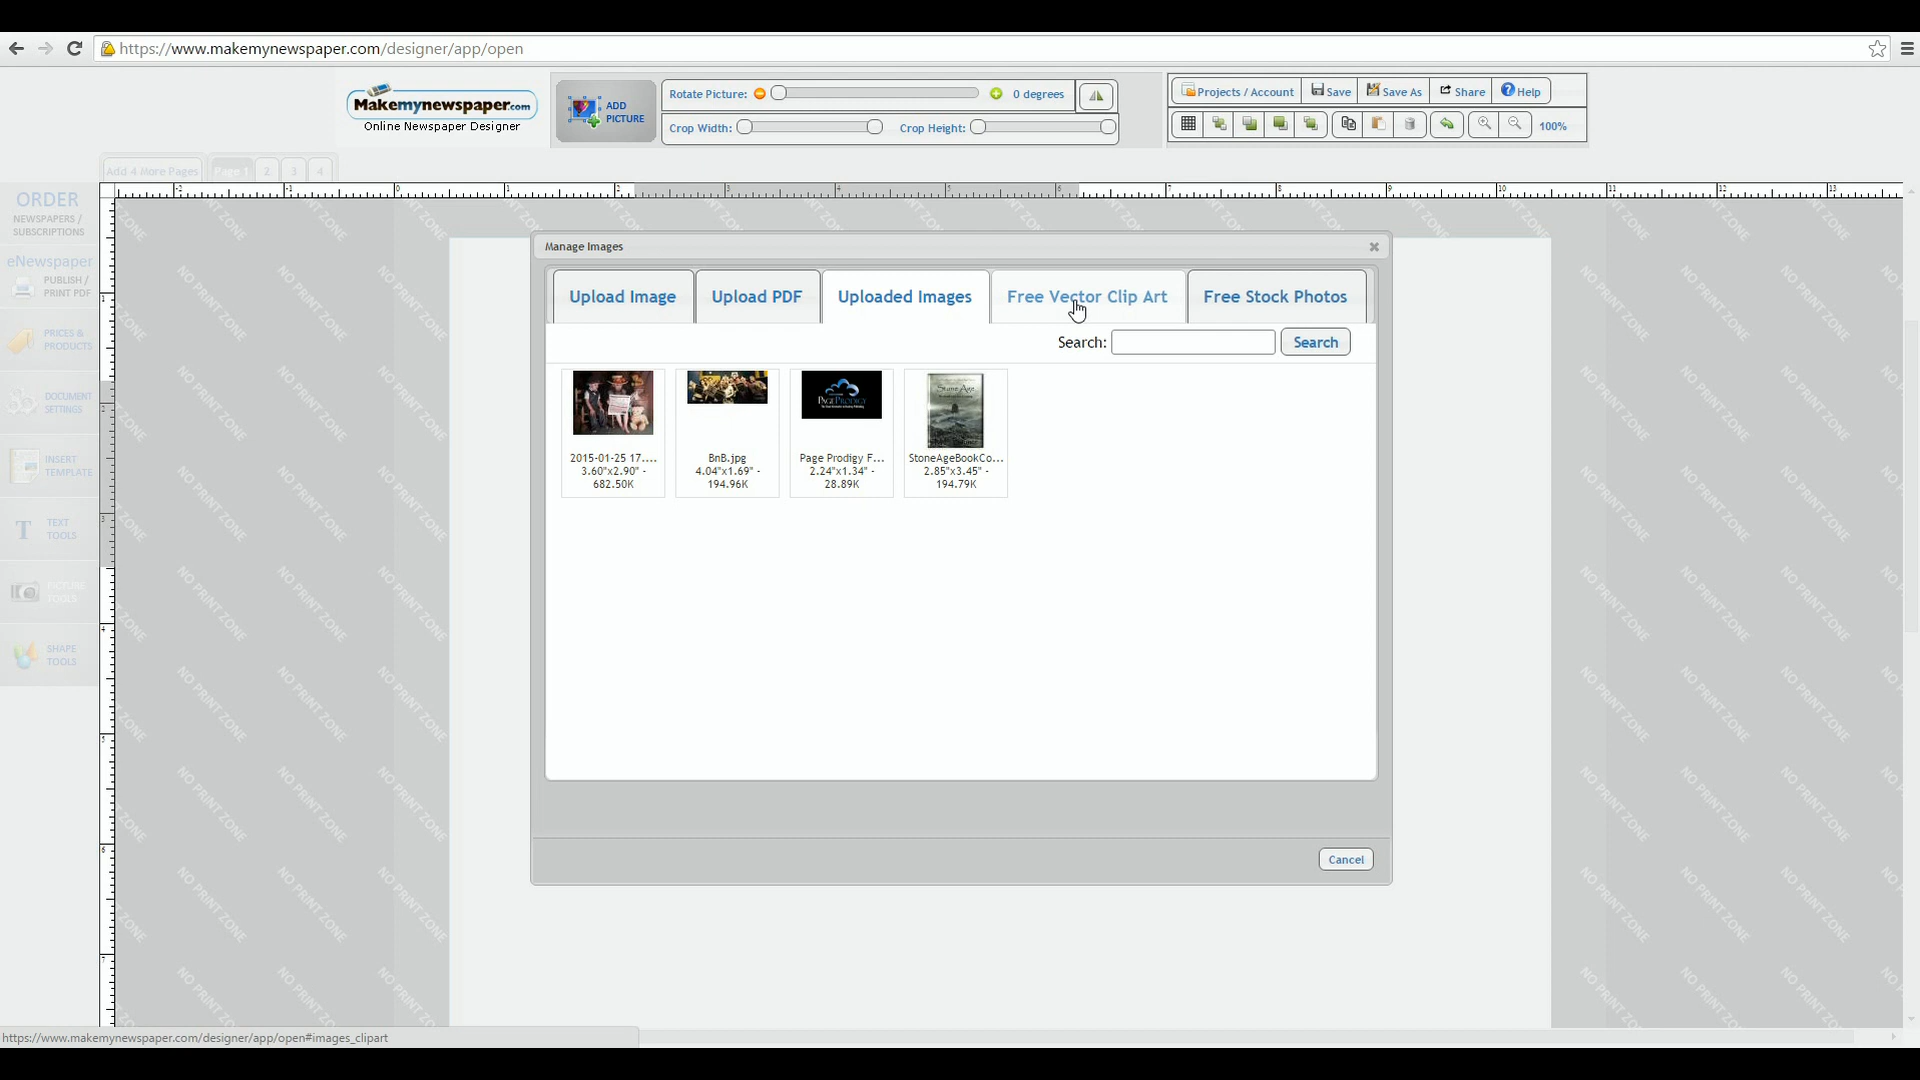 https://www.makemynewspaper.com/designer/app/open
Makemynewspaper.com
Online Newspaper Designer
ADD
PICTURE
Rotate Picture:
0 degrees
Crop Width:
Crop Height:
Projects / Account
Save
Save As
Share
Help
100%
Add 4 More Pages
Page 1
2
3
4
ORDER
NEWSPAPERS /
SUBSCRIPTIONS
eNewspaper
PUBLISH /
PRINT PDF
PRICES &
PRODUCTS
DOCUMENT
SETTINGS
INSERT
TEMPLATE
TEXT
TOOLS
PICTURE
TOOLS
SHAPE
TOOLS
NO PRINT ZONE
Manage Images
Upload Image
Upload PDF
Uploaded Images
Free Vector Clip Art
Free Stock Photos
Search:
Search
Stone Age
PAGE PRODIGY
2015-01-25 17....
3.60"x2.90" -
682.50K
BnB.jpg
4.04"x1.69" -
194.96K
Page Prodigy F...
2.24"x1.34" -
28.89K
StoneAgeBookCo...
2.85"x3.45" -
194.79K
Cancel
https://www.makemynewspaper.com/designer/app/open#images_clipart